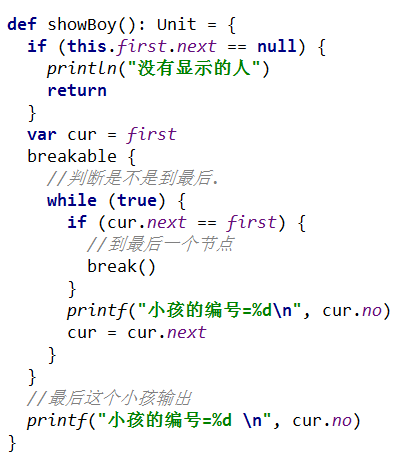 def showBoy(): Unit = {
  if (this.first.next == null) {
    println("没有显示的人")
    return
  }
  var cur = first
  breakable {
    //判断是不是到最后.
    while (true) {
      if (cur.next == first) {
        //到最后一个节点
        break()
      }
      printf("小孩的编号=%d\n", cur.no)
      cur = cur.next
    }
  }
  //最后这个小孩输出
  printf("小孩的编号=%d \n", cur.no)
}